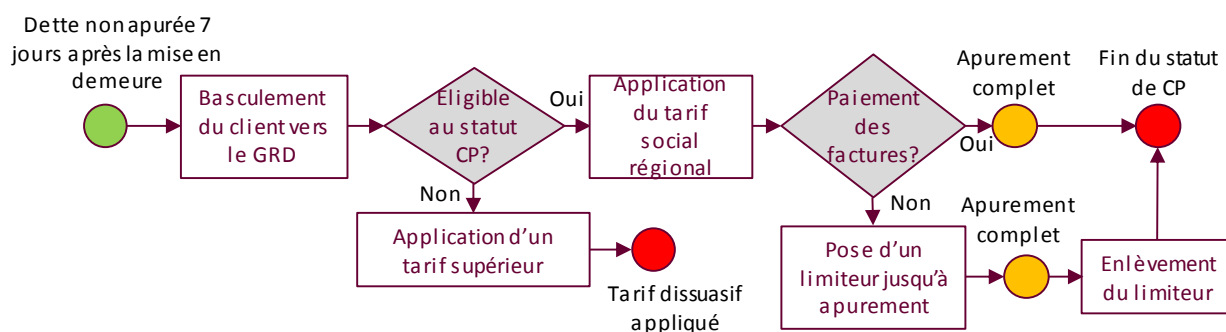 Dette non apurée 7
jours après la mise en
demeure
Basculement
du client vers
le GRD
Eligible
au statut
CP?
Oui
Non
Application d'un
tarif supérieur
Tarif dissuasif
appliqué
Application
du tarif
social
régional
Paiement
des
factures?
Oui
Non
Apurement
complet
Fin du statut
de CP
Pose d'un
limiteur jusqu'à
apurement
Apurement
complet
Enlèvement
du limiteur